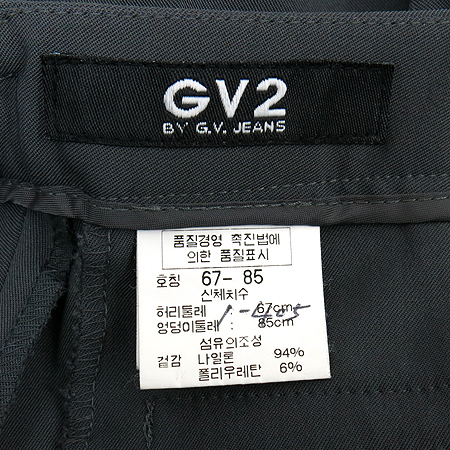 GV2
BY G.V. JEANS
품질경영 촉진법에
의한 품질표시
호칭 67- 85
신체치수
허리둘레 : 67cm
엉덩이둘레 : 85cm
섬유의조성
겉감 나일론 94%
폴리우레탄 6%